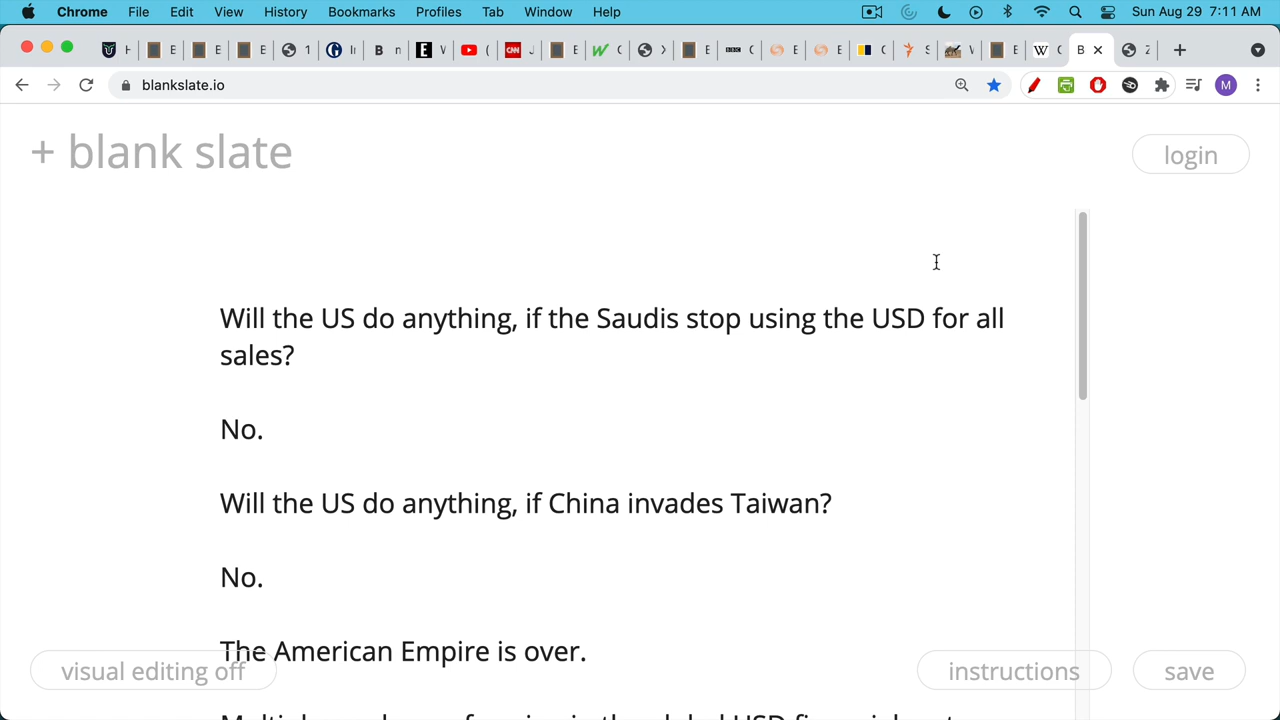 Chrome File Edit View History Bookmarks Profiles Tab Window Help Sun Aug 29 7:11 AM
B ×
blankslate.io
M
+ blank slate
login
Will the US do anything, if the Saudis stop using the USD for all
sales?
No.
Will the US do anything, if China invades Taiwan?
No.
The American Empire is over.
visual editing off
instructions
save